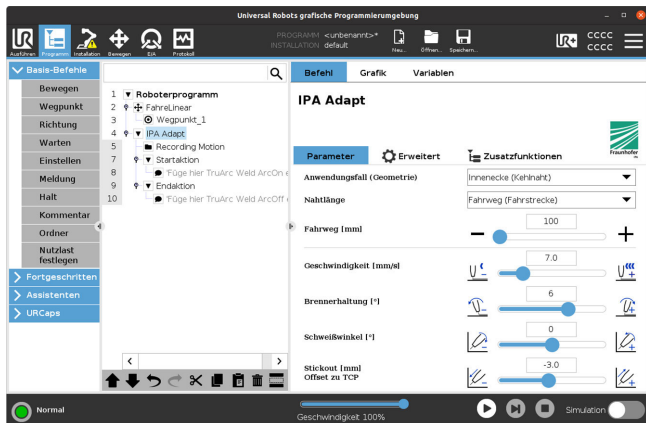 Universal Robots grafische Programmierumgebung
Ausführen Programm Installation Bewegen E/A Protokoll
PROGRAMM <unbenannt>*
INSTALLATION default
Neu... Öffnen... Speichern...
UR+
CCCC
CCCC
Basis-Befehle
Bewegen
Wegpunkt
Richtung
Warten
Einstellen
Meldung
Halt
Kommentar
Ordner
Nutzlast
festlegen
Fortgeschritten
Assistenten
URCaps
1 Roboterprogramm
2 FahreLinear
3 Wegpunkt_1
4 IPA Adapt
5 Recording Motion
7 Startaktion
8 'Füge hier TruArc Weld ArcOn e
9 Endaktion
10 'Füge hier TruArc Weld ArcOff e
Befehl Grafik Variablen
IPA Adapt
Fraunhofer
Parameter Erweitert Zusatzfunktionen
Anwendungsfall (Geometrie) Innenecke (Kehlnaht)
Nahtlänge Fahrweg (Fahrstrecke)
Fahrweg [mm] 100
Geschwindigkeit [mm/s] 7.0
Brennerhaltung [°] 6
Schweißwinkel [°] 0
Stickout [mm] -3.0
Offset zu TCP
Normal
Geschwindigkeit 100%
Simulation